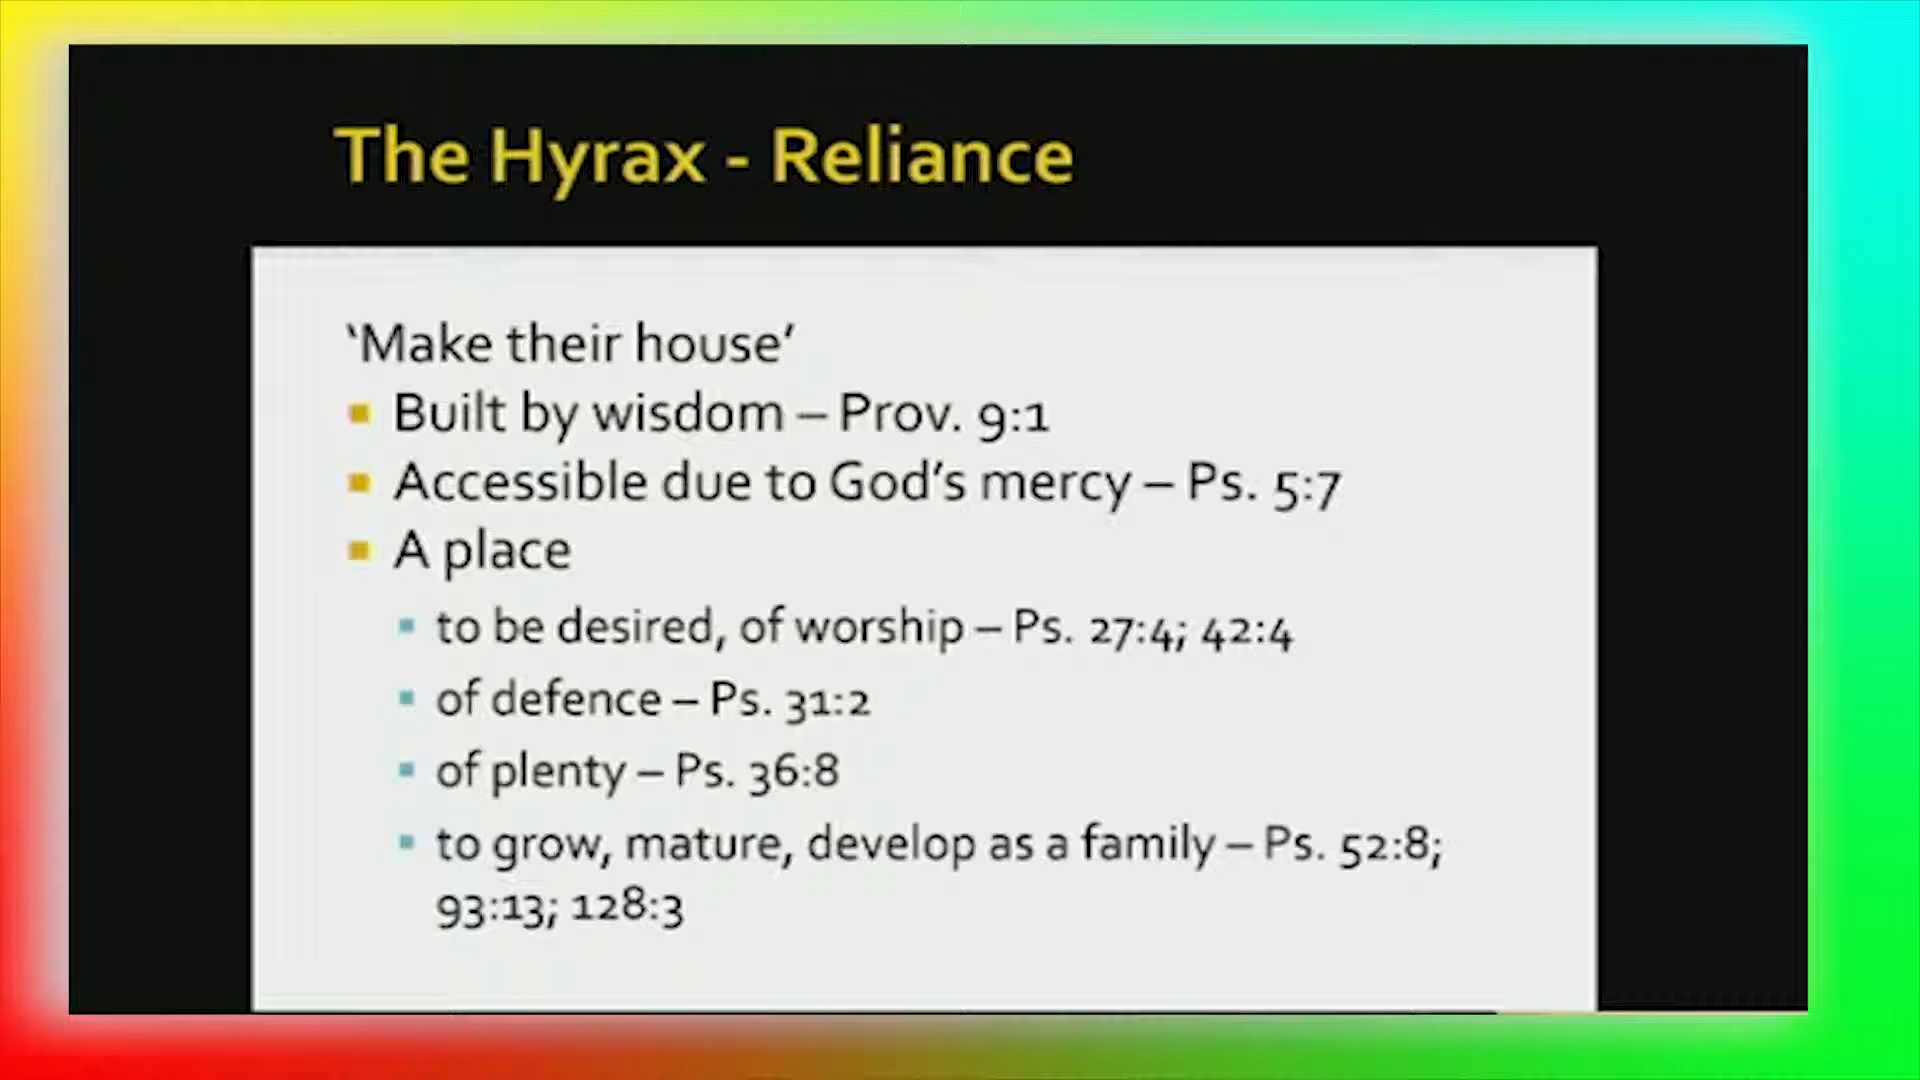 The Hyrax - Reliance
‘Make their house’
Built by wisdom – Prov. 9:1
Accessible due to God’s mercy – Ps. 5:7
A place
to be desired, of worship – Ps. 27:4; 42:4
of defence – Ps. 31:2
of plenty – Ps. 36:8
to grow, mature, develop as a family – Ps. 52:8;
93:13; 128:3